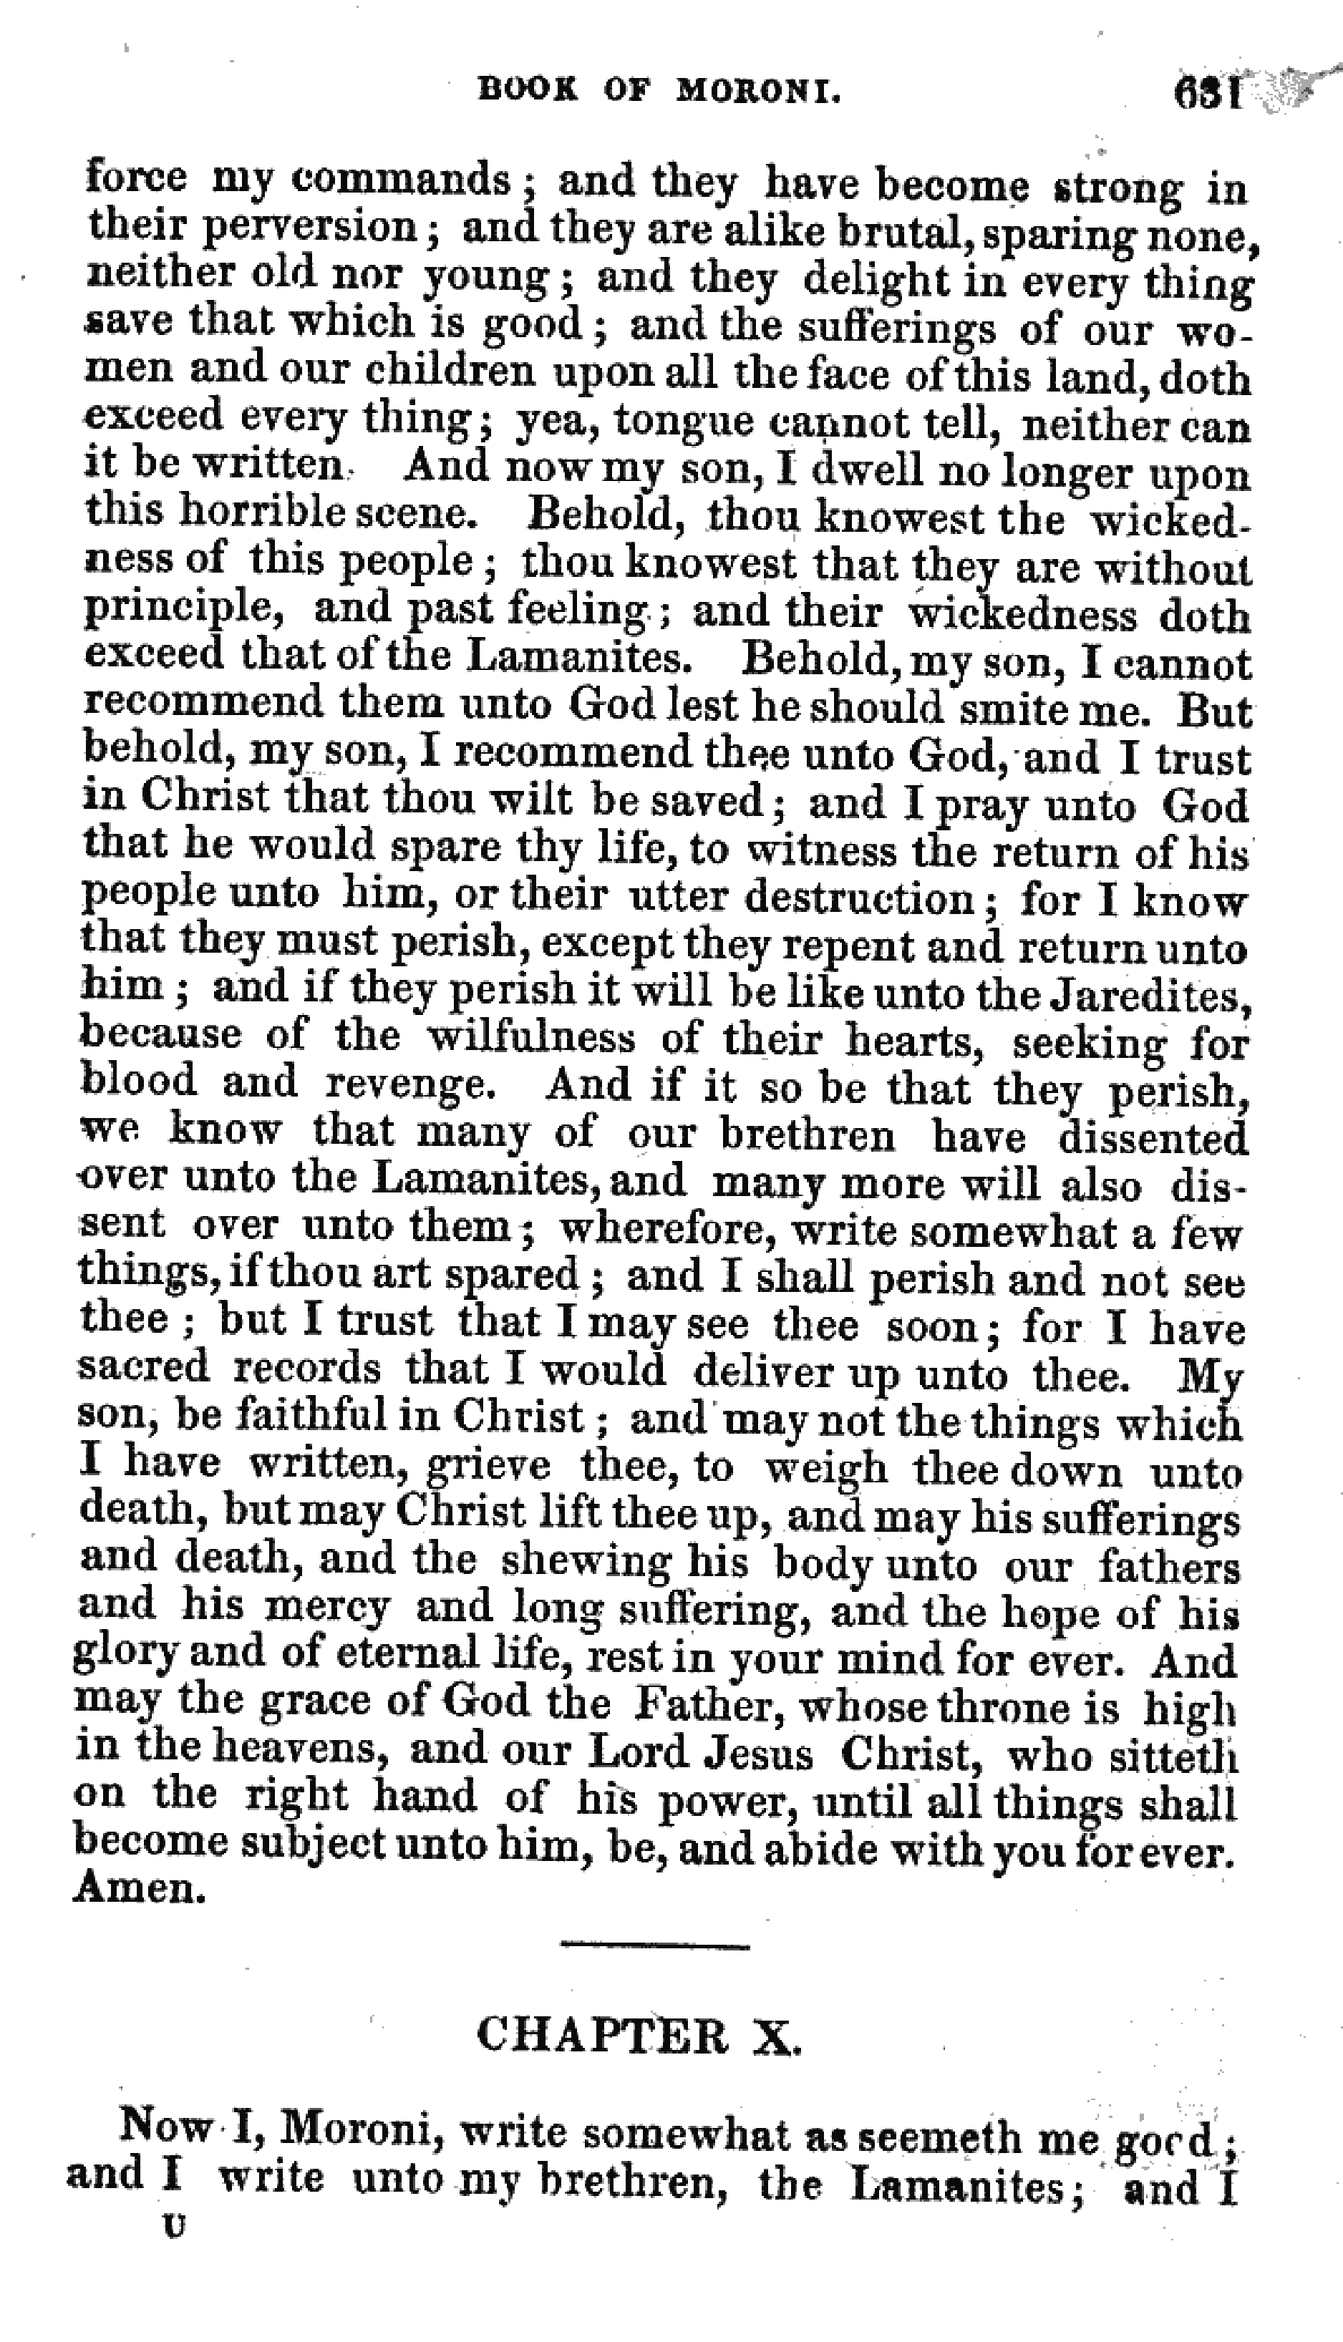 BOOK OF MORONI. 631
force my commands; and they have become strong in
their perversion; and they are alike brutal, sparing none,
neither old nor young; and they delight in every thing
save that which is good; and the sufferings of our wo-
men and our children upon all the face of this land, doth
exceed every thing; yea, tongue cannot tell, neither can
it be written. And now my son, I dwell no longer upon
this horrible scene. Behold, thou knowest the wicked-
ness of this people; thou knowest that they are without
principle, and past feeling; and their wickedness doth
exceed that of the Lamanites. Behold, my son, I cannot
recommend them unto God lest he should smite me. But
behold, my son, I recommend thee unto God, and I trust
in Christ that thou wilt be saved; and I pray unto God
that he would spare thy life, to witness the return of his
people unto him, or their utter destruction; for I know
that they must perish, except they repent and return unto
him; and if they perish it will be like unto the Jaredites,
because of the wilfulness of their hearts, seeking for
blood and revenge. And if it so be that they perish,
we know that many of our brethren have dissented
over unto the Lamanites, and many more will also dis-
sent over unto them; wherefore, write somewhat a few
things, if thou art spared; and I shall perish and not see
thee; but I trust that I may see thee soon; for I have
sacred records that I would deliver up unto thee. My
son, be faithful in Christ; and may not the things which
I have written, grieve thee, to weigh thee down unto
death, but may Christ lift thee up, and may his sufferings
and death, and the shewing his body unto our fathers
and his mercy and long suffering, and the hope of his
glory and of eternal life, rest in your mind for ever. And
may the grace of God the Father, whose throne is high
in the heavens, and our Lord Jesus Christ, who sitteth
on the right hand of his power, until all things shall
become subject unto him, be, and abide with you for ever.
Amen.
CHAPTER X.
Now I, Moroni, write somewhat as seemeth me good;
and I write unto my brethren, the Lamanites; and I
U